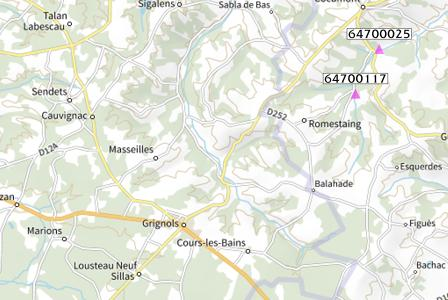 Sigalens
Sabla de Bas
Talan
Labescau
64700025
64700117
Sendets
Cauvignac
D252
Romestaing
D124
Masseilles
Esquerdes
Balahade
Grignols
Figuès
Marions
Cours-les-Bains
Lousteau Neuf
Sillas
Bachac